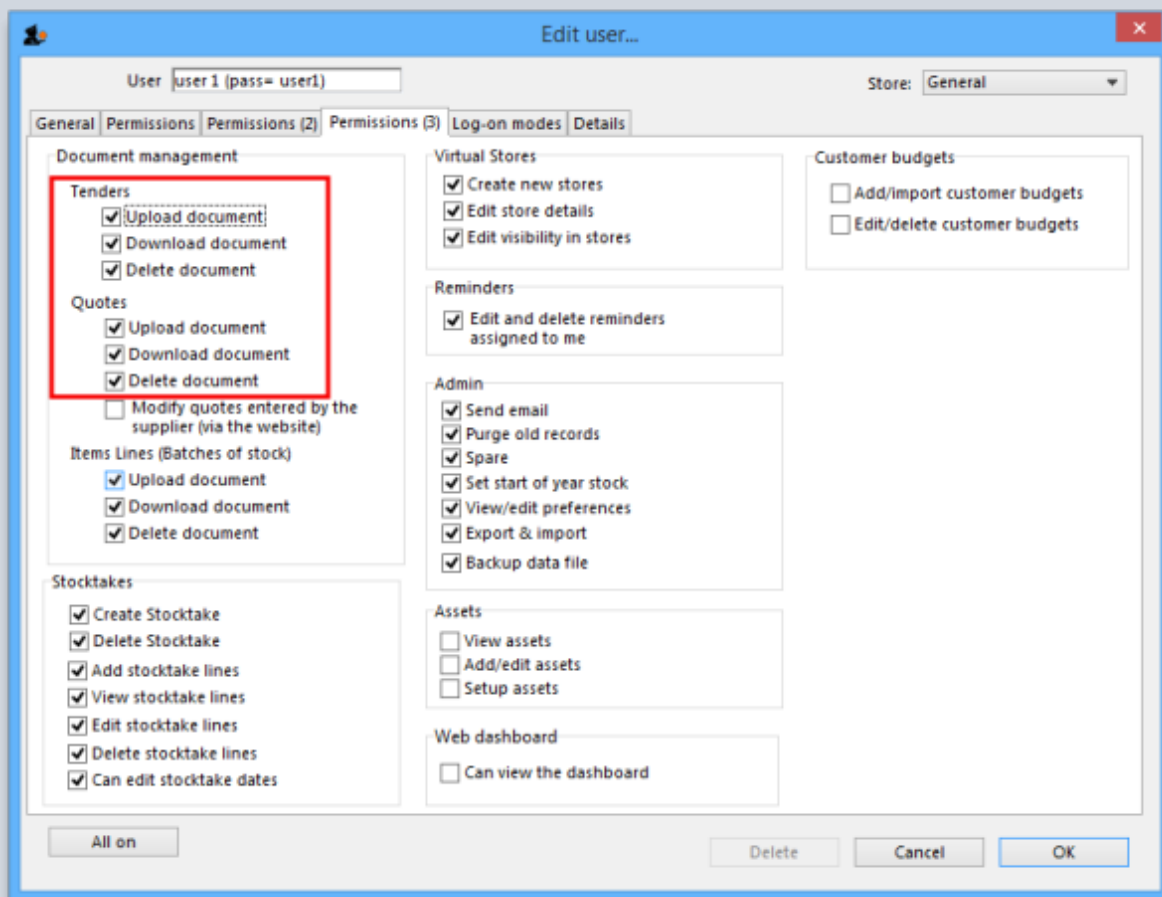 Edit user...
User user 1 (pass= user1)
Store: General
General Permissions Permissions (2) Permissions (3) Log-on modes Details
Document management
Tenders
Upload document
Download document
Delete document
Quotes
Upload document
Download document
Delete document
Modify quotes entered by the
supplier (via the website)
Items Lines (Batches of stock)
Upload document
Download document
Delete document
Stocktakes
Create Stocktake
Delete Stocktake
Add stocktake lines
View stocktake lines
Edit stocktake lines
Delete stocktake lines
Can edit stocktake dates
Virtual Stores
Create new stores
Edit store details
Edit visibility in stores
Reminders
Edit and delete reminders
assigned to me
Admin
Send email
Purge old records
Spare
Set start of year stock
View/edit preferences
Export & import
Backup data file
Assets
View assets
Add/edit assets
Setup assets
Web dashboard
Can view the dashboard
Customer budgets
Add/import customer budgets
Edit/delete customer budgets
All on
Delete
Cancel
OK